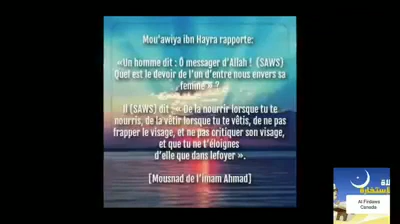 Mou'awiya ibn Hayra rapporte:
«Un homme dit : Ô messager d'Allah ! (SAWS)
Quel est le devoir de l'un d'entre nous envers sa
femme » ?
Il (SAWS) dit : « De la nourrir lorsque tu te
nourris, de la vêtir lorsque tu te vêtis, de ne pas
frapper le visage, et ne pas critiquer son visage,
et que tu ne t'éloignes
d'elle que dans lefoyer ».
[Mousnad de l'imam Ahmad]
Al Firdaws
Canada